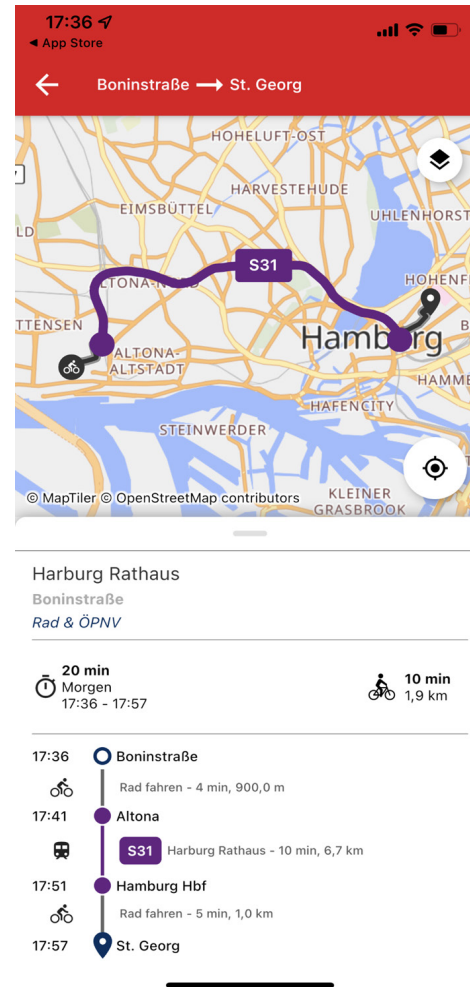 17:36
◀ App Store
Boninstraße → St. Georg
HOHELUFT-OST
HARVESTEHUDE
EIMSBÜTTEL
UHLENHORST
LD
S31
HOHENF
LTONA-NORD
TTENSEN
Hamburg
B
ALTONA-
ALTSTADT
HAMME
HAFENCITY
STEINWERDER
© MapTiler © OpenStreetMap contributors
KLEINER
GRASBROOK
Harburg Rathaus
Boninstraße
Rad & ÖPNV
20 min
Morgen
17:36 - 17:57
10 min
1,9 km
17:36 Boninstraße
Rad fahren - 4 min, 900,0 m
17:41 Altona
S31 Harburg Rathaus - 10 min, 6,7 km
17:51 Hamburg Hbf
Rad fahren - 5 min, 1,0 km
17:57 St. Georg